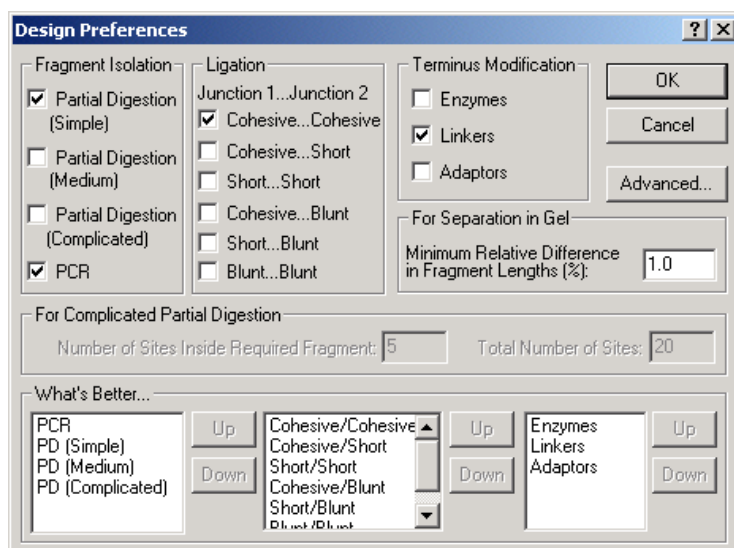 Design Preferences
Fragment Isolation
Partial Digestion
(Simple)
Partial Digestion
(Medium)
Partial Digestion
(Complicated)
PCR
Ligation
Junction 1...Junction 2
Cohesive...Cohesive
Cohesive...Short
Short...Short
Cohesive...Blunt
Short...Blunt
Blunt...Blunt
Terminus Modification
Enzymes
Linkers
Adaptors
OK
Cancel
Advanced...
For Separation in Gel
Minimum Relative Difference
in Fragment Lengths (%): 1.0
For Complicated Partial Digestion
Number of Sites Inside Required Fragment: 5 Total Number of Sites: 20
What's Better...
PCR
PD (Simple)
PD (Medium)
PD (Complicated)
Up
Down
Cohesive/Cohesive
Cohesive/Short
Short/Short
Cohesive/Blunt
Short/Blunt
Blunt/Blunt
Up
Down
Enzymes
Linkers
Adaptors
Up
Down